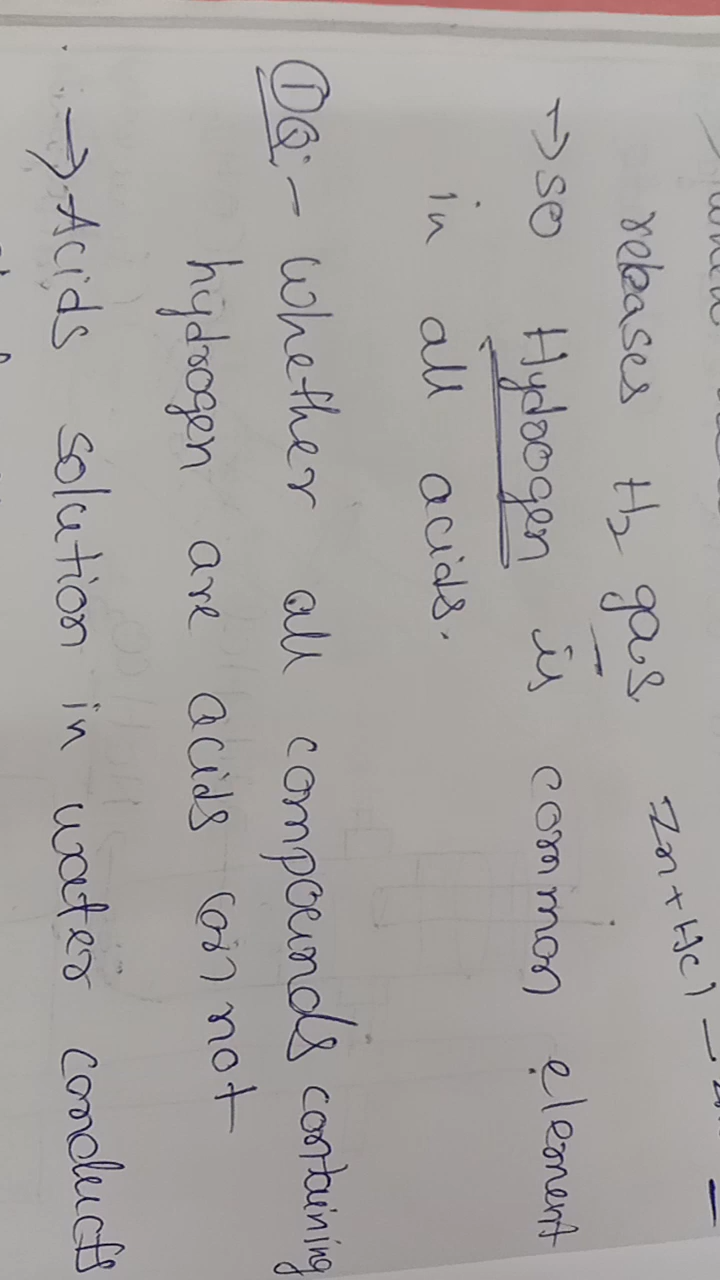 releases H₂ gas Zn + HCl →
→ so Hydrogen is common element
in all acids.
① Q:- Whether all compounds containing
hydrogen are acids (or) not
→ Acids solution in water conducts